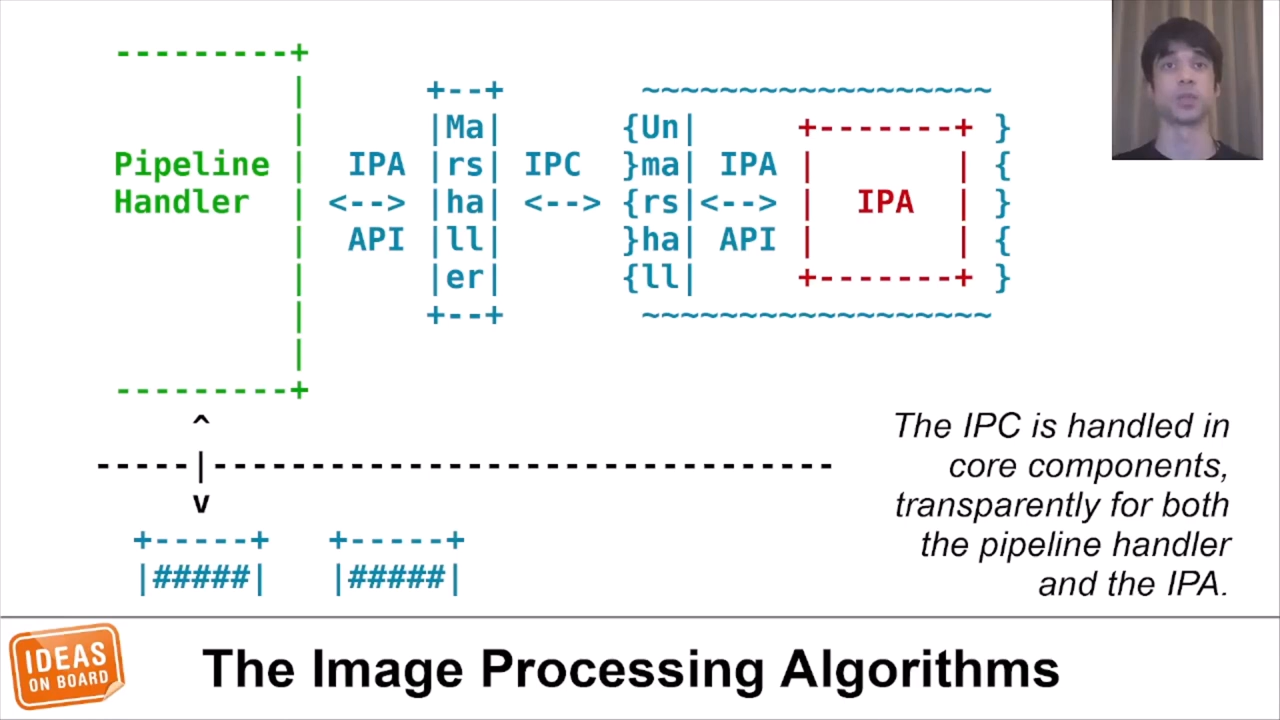 ---------+
| +--+ ~~~~~~~~~~~~~~~~~~
| |Ma| {Un| +-------+ }
Pipeline | IPA |rs| IPC }ma| IPA | | {
Handler | <--> |ha| <--> {rs|<--> | IPA | }
| API |ll| }ha| API | | {
| |er| {ll| +-------+ }
| +--+ ~~~~~~~~~~~~~~~~~~
|
---------+
^
-----|--------------------------------
v
+-----+ +-----+
|#####| |#####|
The IPC is handled in
core components,
transparently for both
the pipeline handler
and the IPA.
IDEAS
ON BOARD
The Image Processing Algorithms